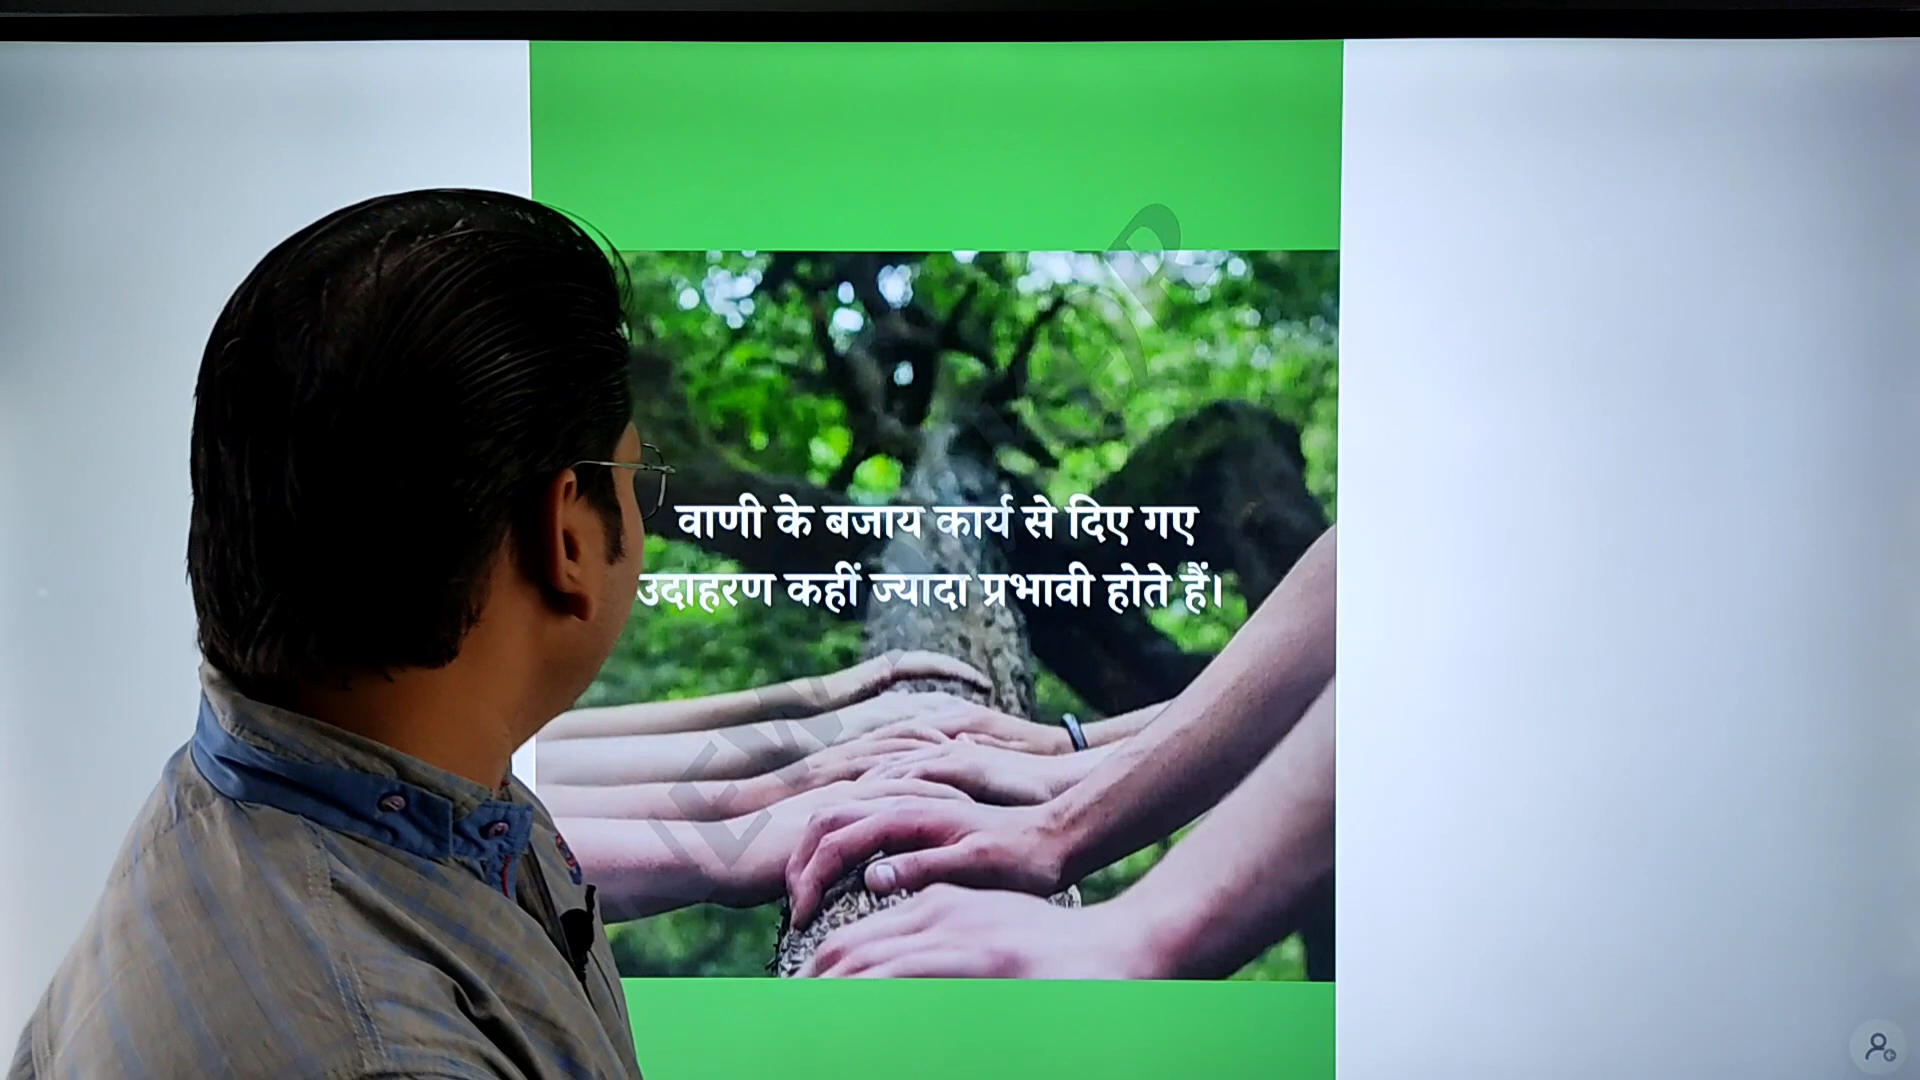 वाणी के बजाय कार्य से दिए गए
उदाहरण कहीं ज्यादा प्रभावी होते हैं।